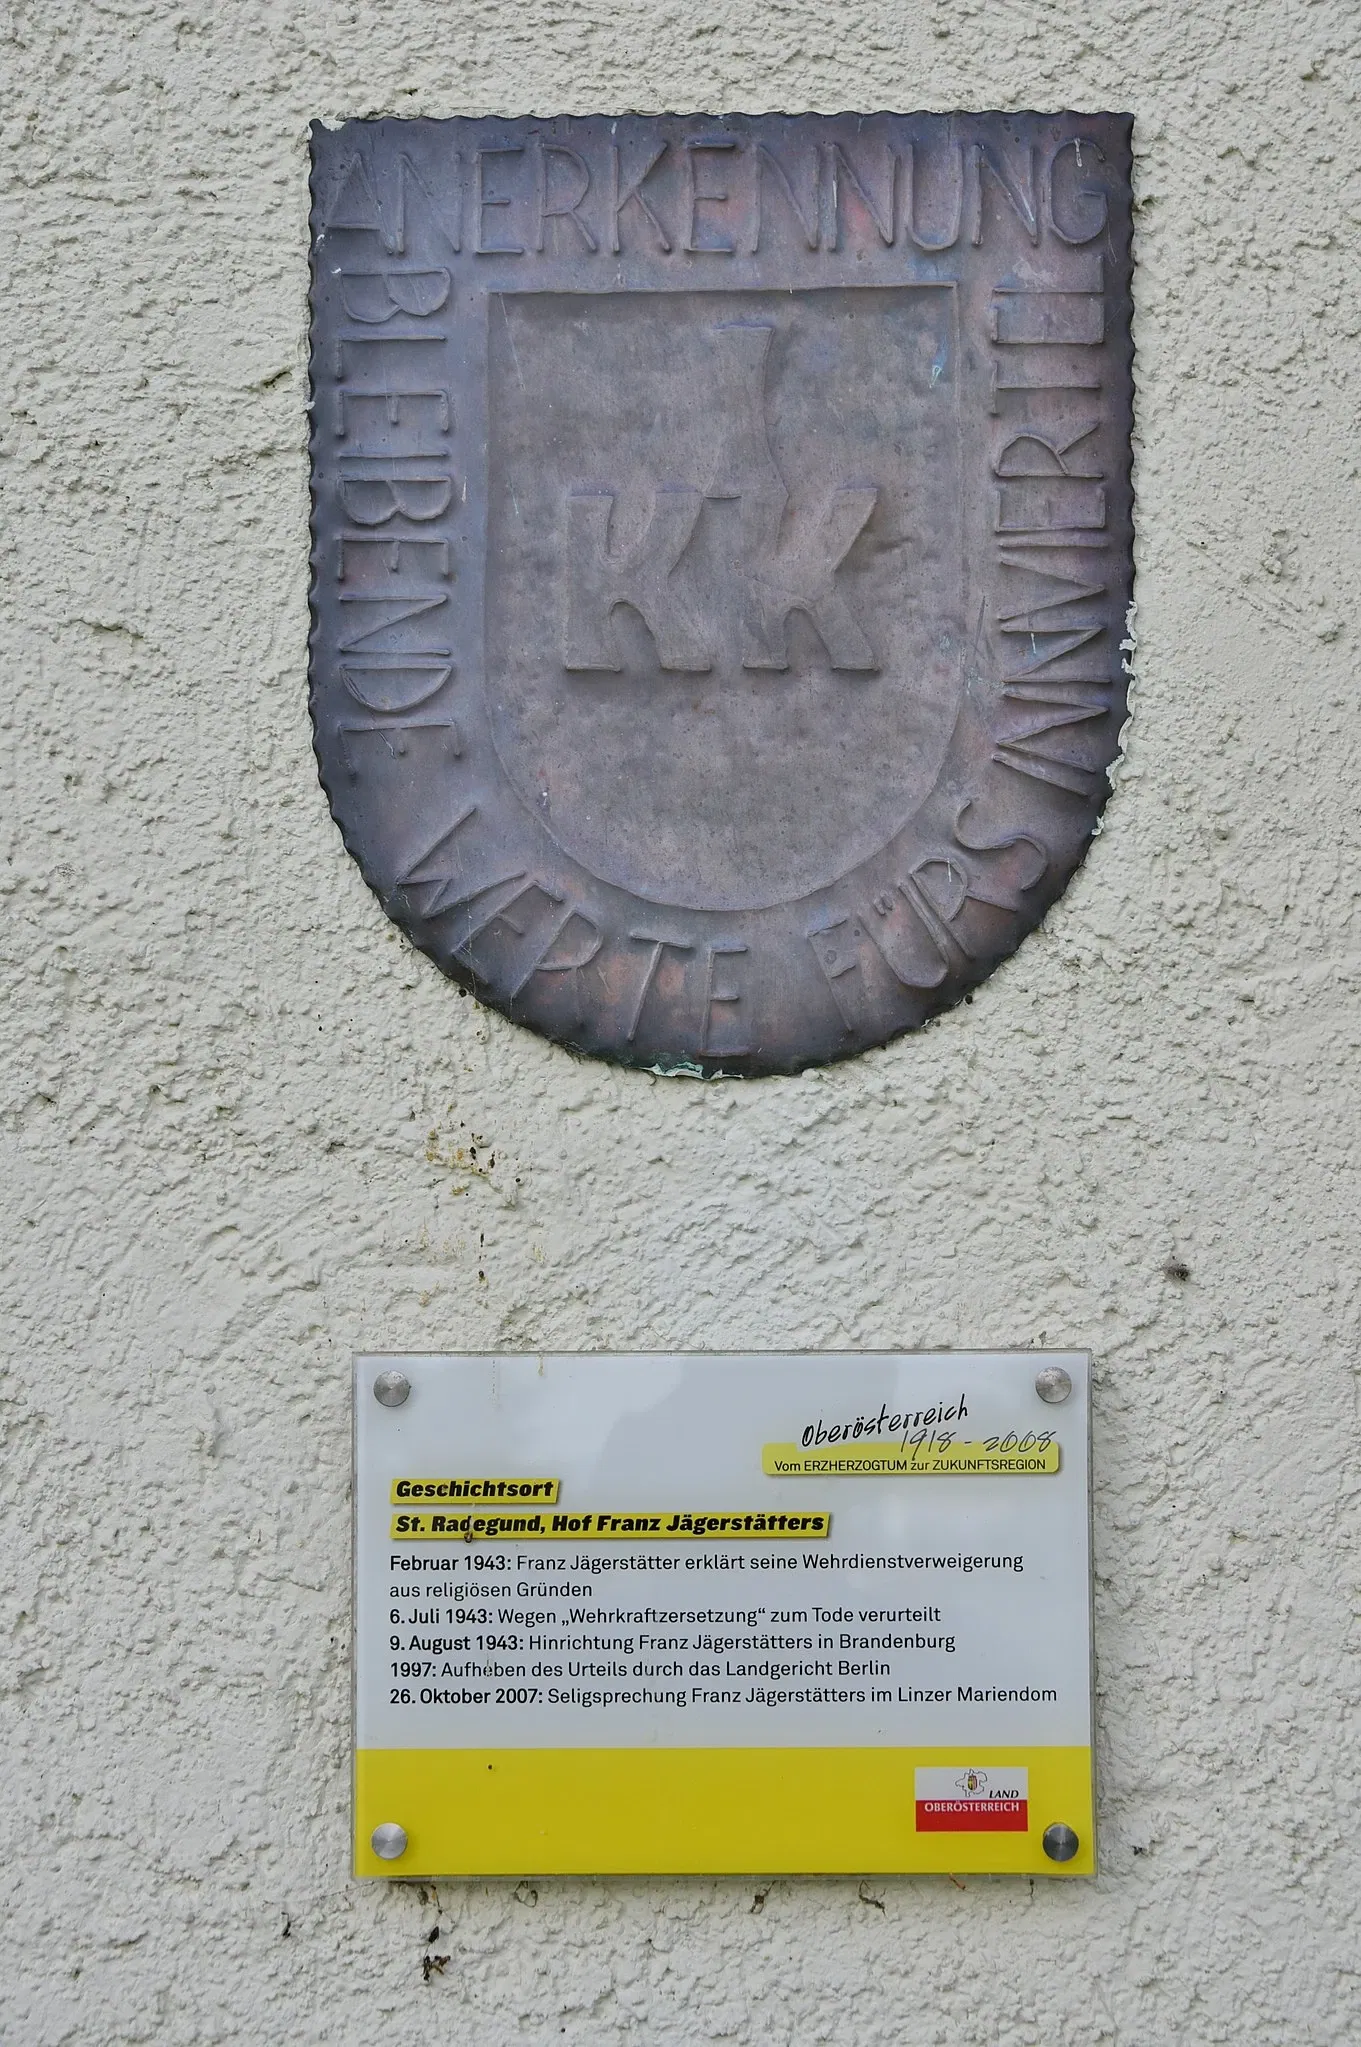 ANERKENNUNG
BLEIBENDE WERTE FÜRS INNVIERTEL
KIK
oberösterreich
1918 - 2008
Vom ERZHERZOGTUM zur ZUKUNFTSREGION
Geschichtsort
St. Radegund, Hof Franz Jägerstätters
Februar 1943: Franz Jägerstätter erklärt seine Wehrdienstverweigerung
aus religiösen Gründen
6. Juli 1943: Wegen „Wehrkraftzersetzung“ zum Tode verurteilt
9. August 1943: Hinrichtung Franz Jägerstätters in Brandenburg
1997: Aufheben des Urteils durch das Landgericht Berlin
26. Oktober 2007: Seligsprechung Franz Jägerstätters im Linzer Mariendom
LAND
OBERÖSTERREICH